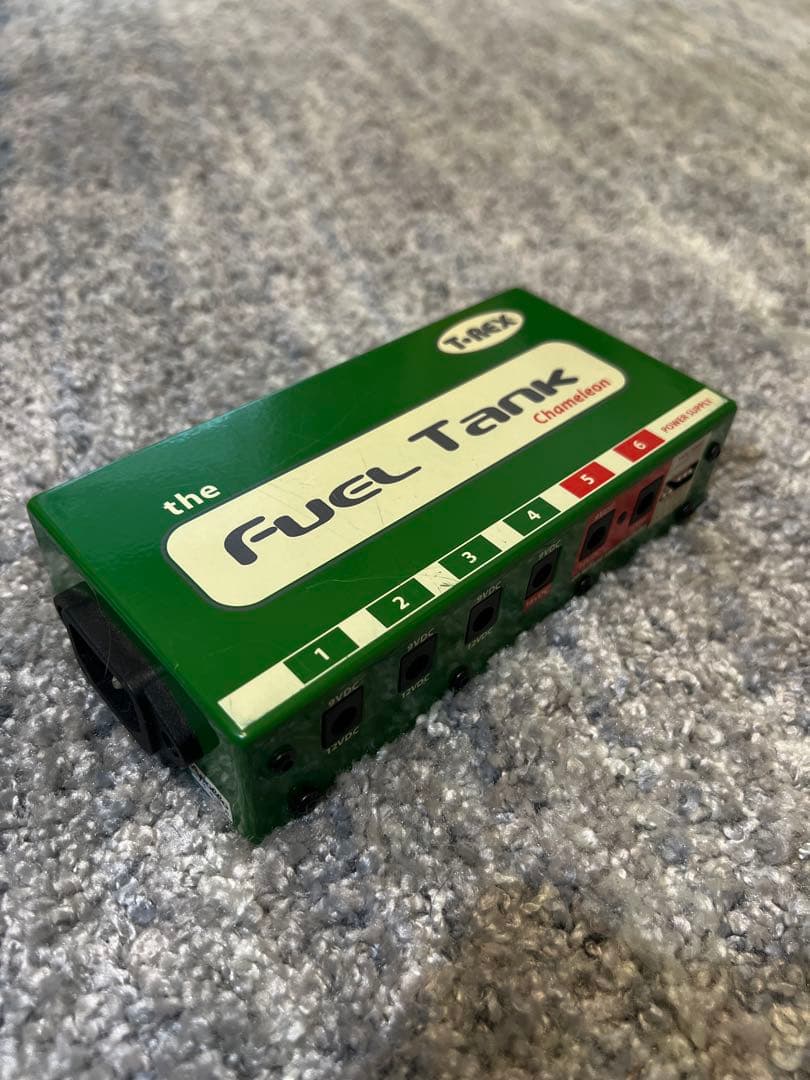 T-REX
the
FUEL TANK
Chameleon
1 2 3 4 5 6 POWER SUPPLY
9VDC 9VDC 9VDC 9VDC
12VDC 12VDC 12VDC